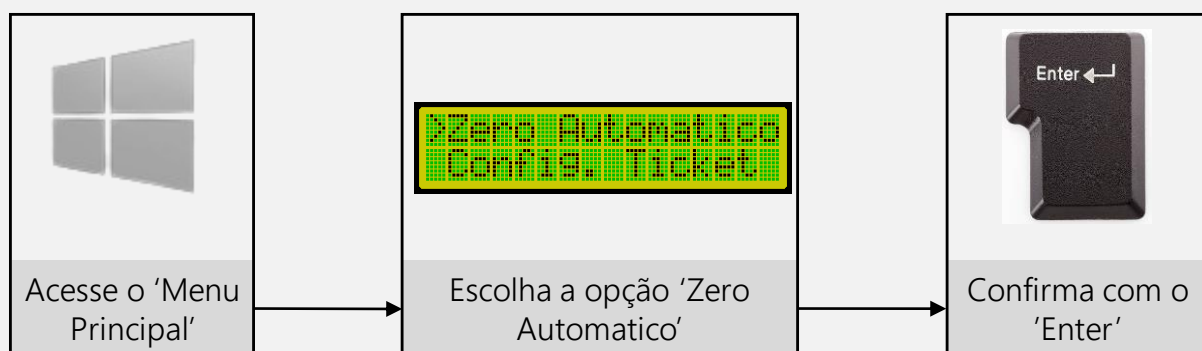 >Zero Automatico
Config. Ticket
Enter
Acesse o ‘Menu
Principal’
Escolha a opção ‘Zero
Automatico’
Confirma com o
’Enter’